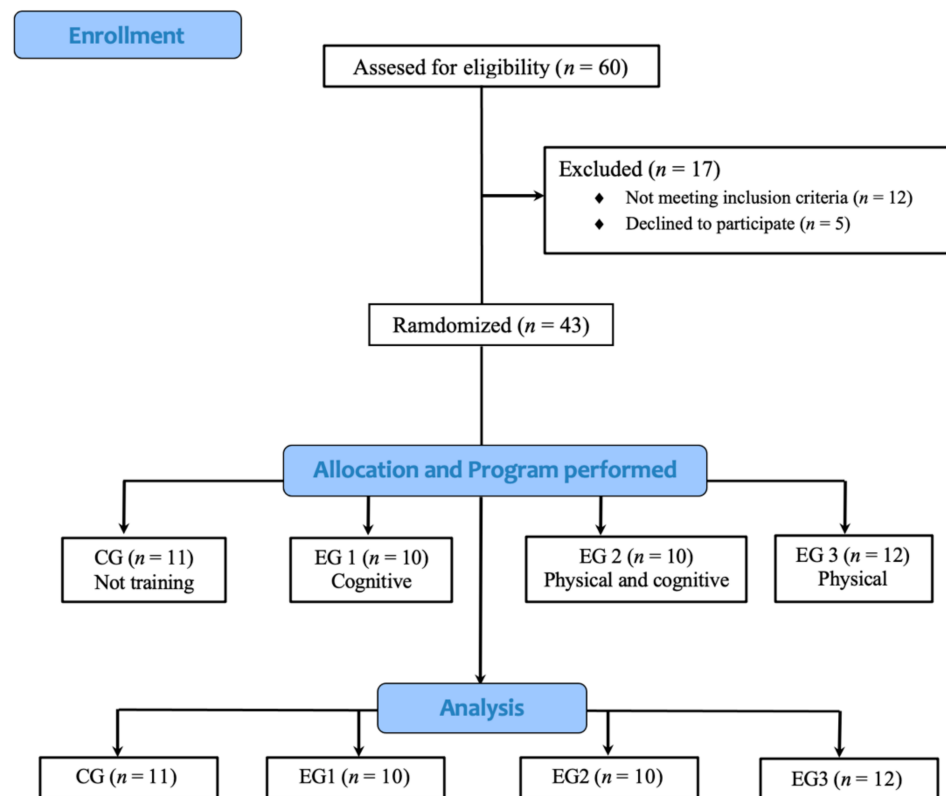 Enrollment
Assesed for eligibility (n = 60)
Excluded (n = 17)
♦ Not meeting inclusion criteria (n = 12)
♦ Declined to participate (n = 5)
Ramdomized (n = 43)
Allocation and Program performed
CG (n = 11)
Not training
EG 1 (n = 10)
Cognitive
EG 2 (n = 10)
Physical and cognitive
EG 3 (n = 12)
Physical
Analysis
CG (n = 11)
EG1 (n = 10)
EG2 (n = 10)
EG3 (n = 12)